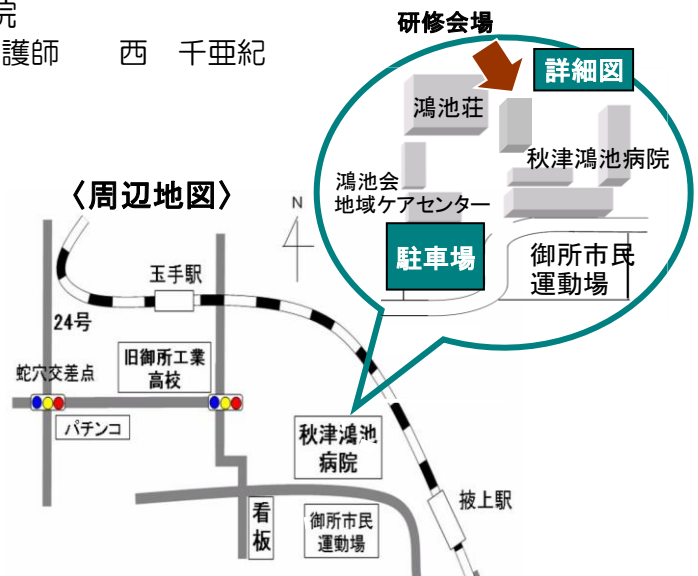 院
護師　　西　千亜紀
研修会場
詳細図
鴻池荘
秋津鴻池病院
鴻池会
地域ケアセンター
駐車場
御所市民
運動場
〈周辺地図〉
N
玉手駅
24号
旧御所工業
高校
蛇穴交差点
パチンコ
秋津鴻池
病院
掖上駅
看
板
御所市民
運動場